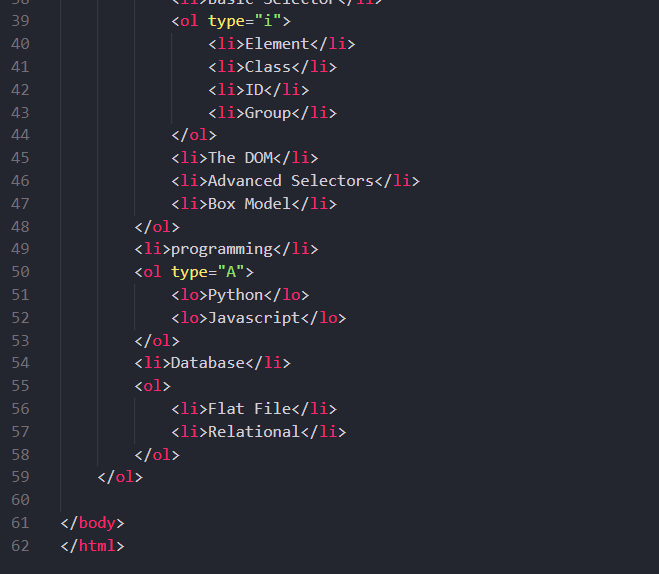 38 <li>Basic Selector</li>
39 <ol type="i">
40 <li>Element</li>
41 <li>Class</li>
42 <li>ID</li>
43 <li>Group</li>
44 </ol>
45 <li>The DOM</li>
46 <li>Advanced Selectors</li>
47 <li>Box Model</li>
48 </ol>
49 <li>programming</li>
50 <ol type="A">
51 <lo>Python</lo>
52 <lo>Javascript</lo>
53 </ol>
54 <li>Database</li>
55 <ol>
56 <li>Flat File</li>
57 <li>Relational</li>
58 </ol>
59 </ol>
60
61 </body>
62 </html>